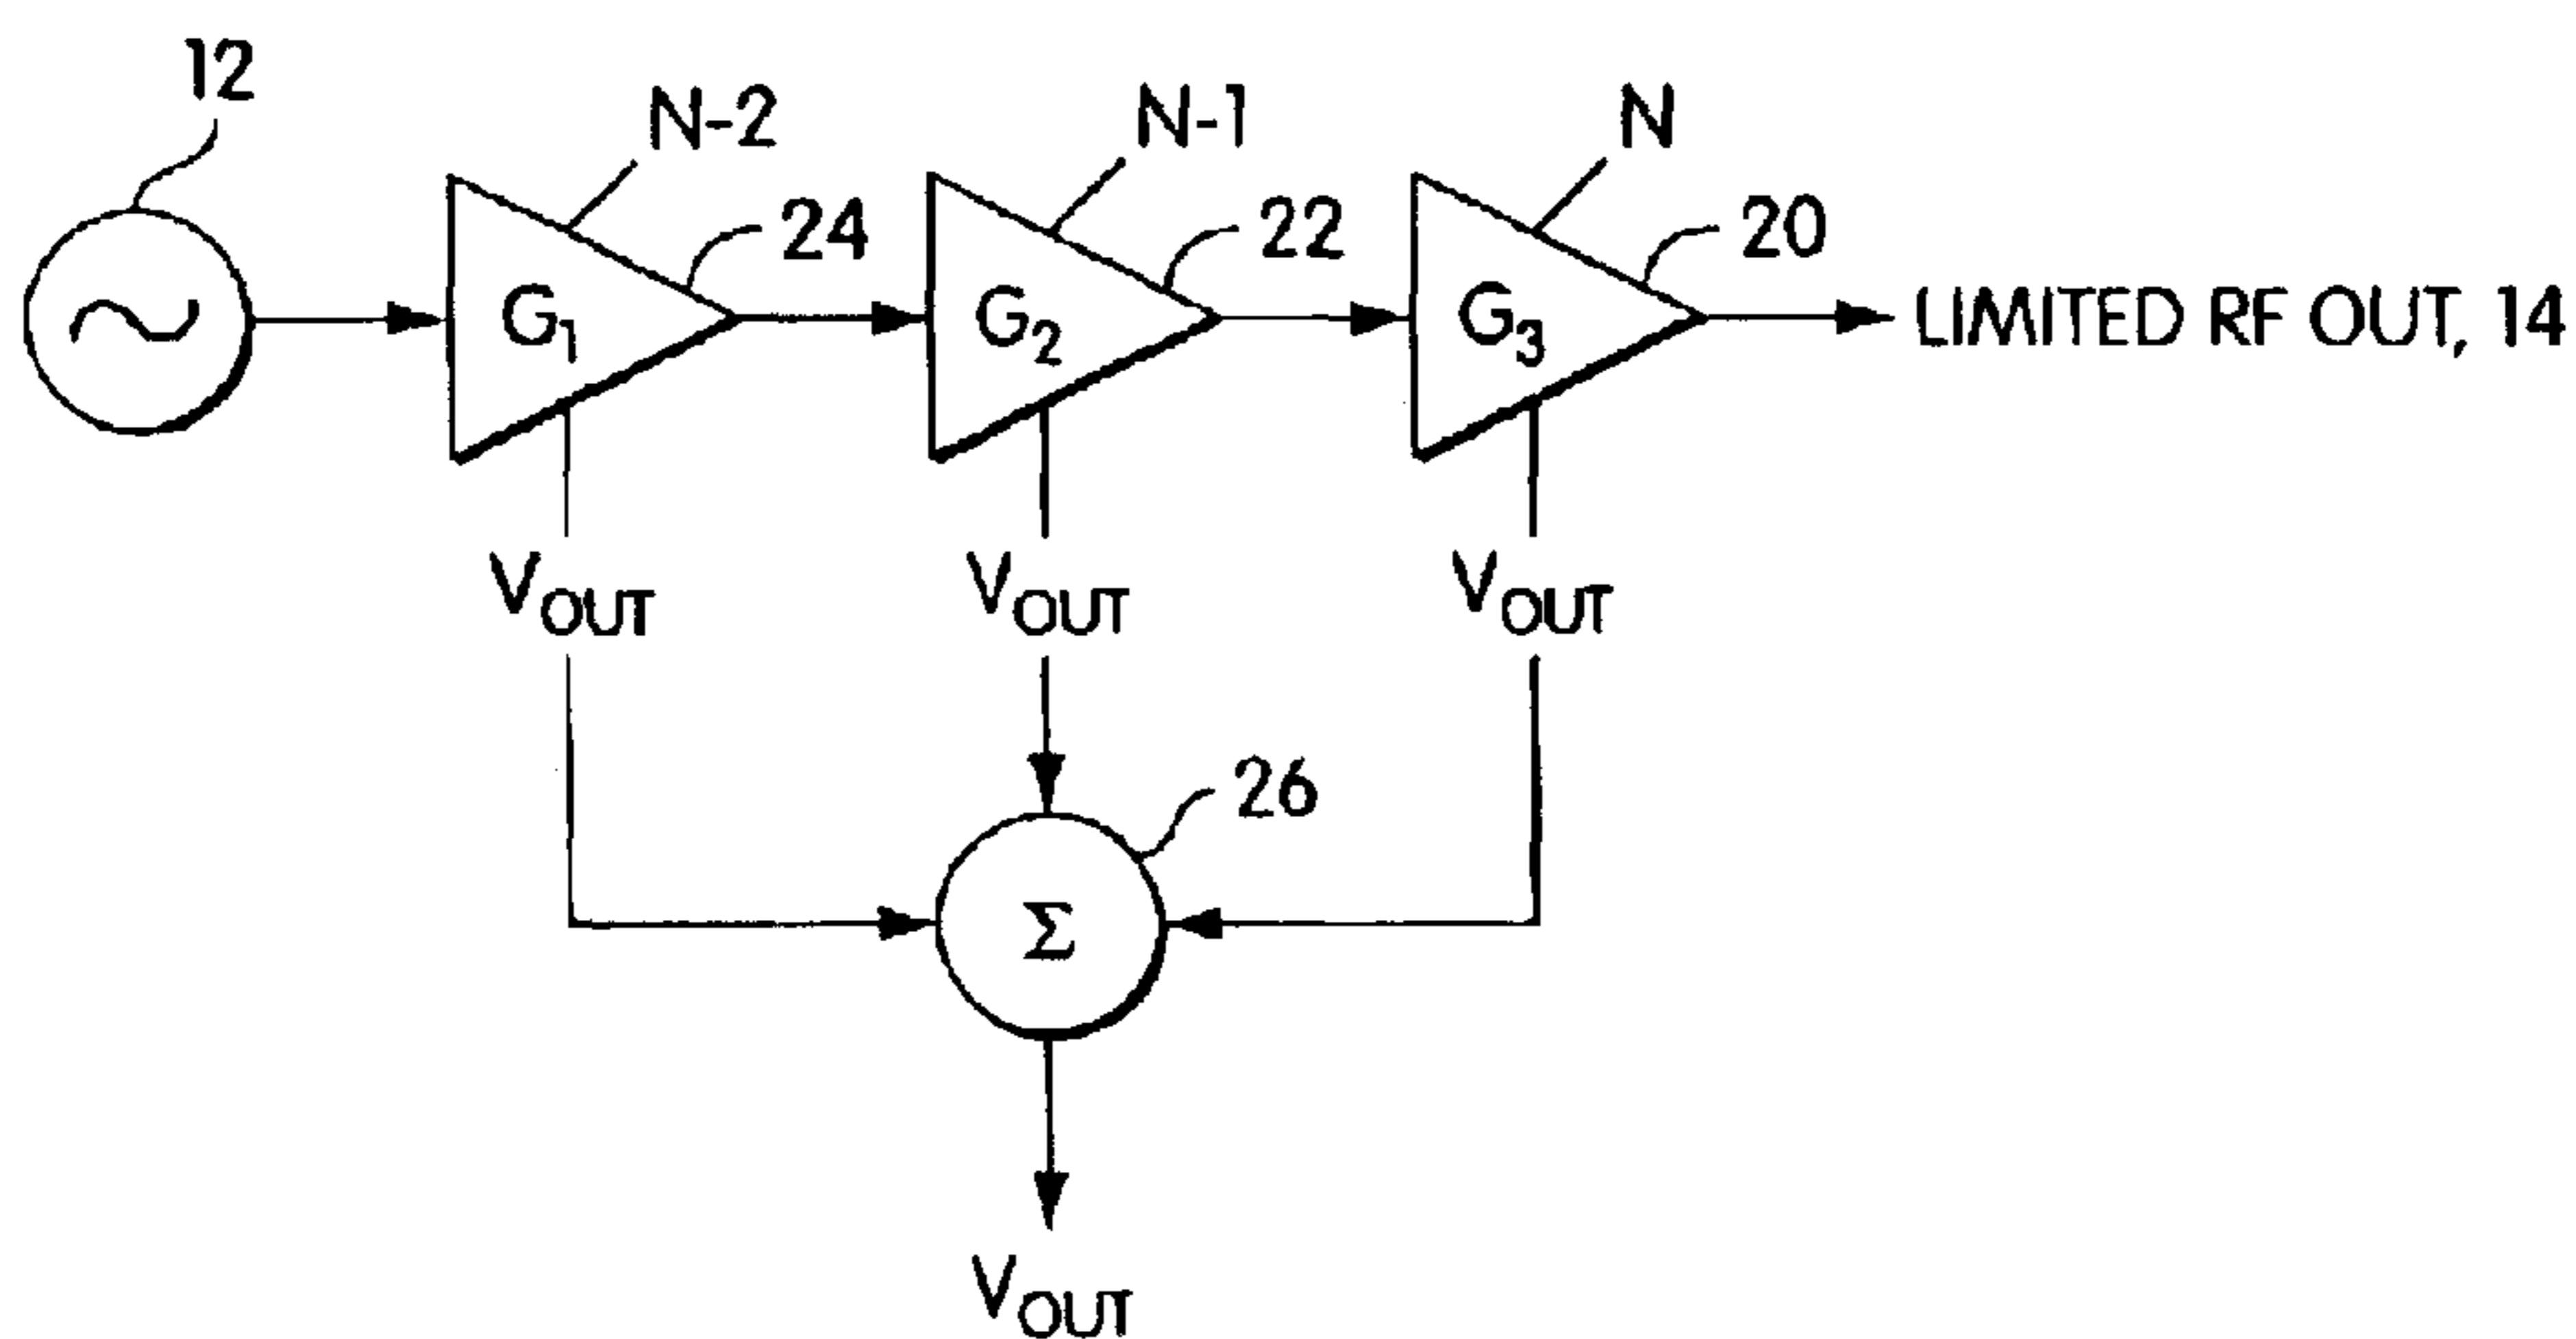 12
N-2
N-1
N
24
22
20
G1
G2
G3
LIMITED RF OUT, 14
VOUT
VOUT
VOUT
26
Σ
VOUT